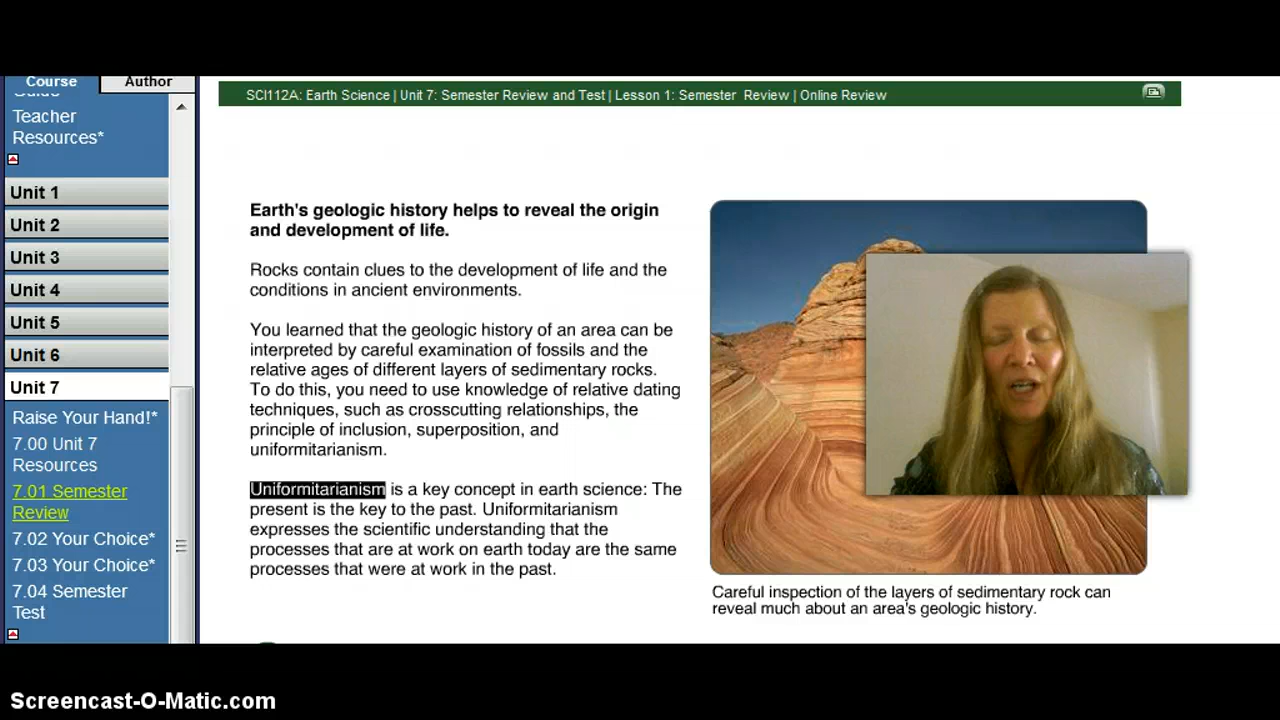 Course
Author
Guide
Teacher
Resources*
Unit 1
Unit 2
Unit 3
Unit 4
Unit 5
Unit 6
Unit 7
Raise Your Hand!*
7.00 Unit 7
Resources
7.01 Semester
Review
7.02 Your Choice*
7.03 Your Choice*
7.04 Semester
Test
SCI112A: Earth Science | Unit 7: Semester Review and Test | Lesson 1: Semester Review | Online Review
Earth's geologic history helps to reveal the origin
and development of life.
Rocks contain clues to the development of life and the
conditions in ancient environments.
You learned that the geologic history of an area can be
interpreted by careful examination of fossils and the
relative ages of different layers of sedimentary rocks.
To do this, you need to use knowledge of relative dating
techniques, such as crosscutting relationships, the
principle of inclusion, superposition, and
uniformitarianism.
Uniformitarianism is a key concept in earth science: The
present is the key to the past. Uniformitarianism
expresses the scientific understanding that the
processes that are at work on earth today are the same
processes that were at work in the past.
Careful inspection of the layers of sedimentary rock can
reveal much about an area's geologic history.
Screencast-O-Matic.com